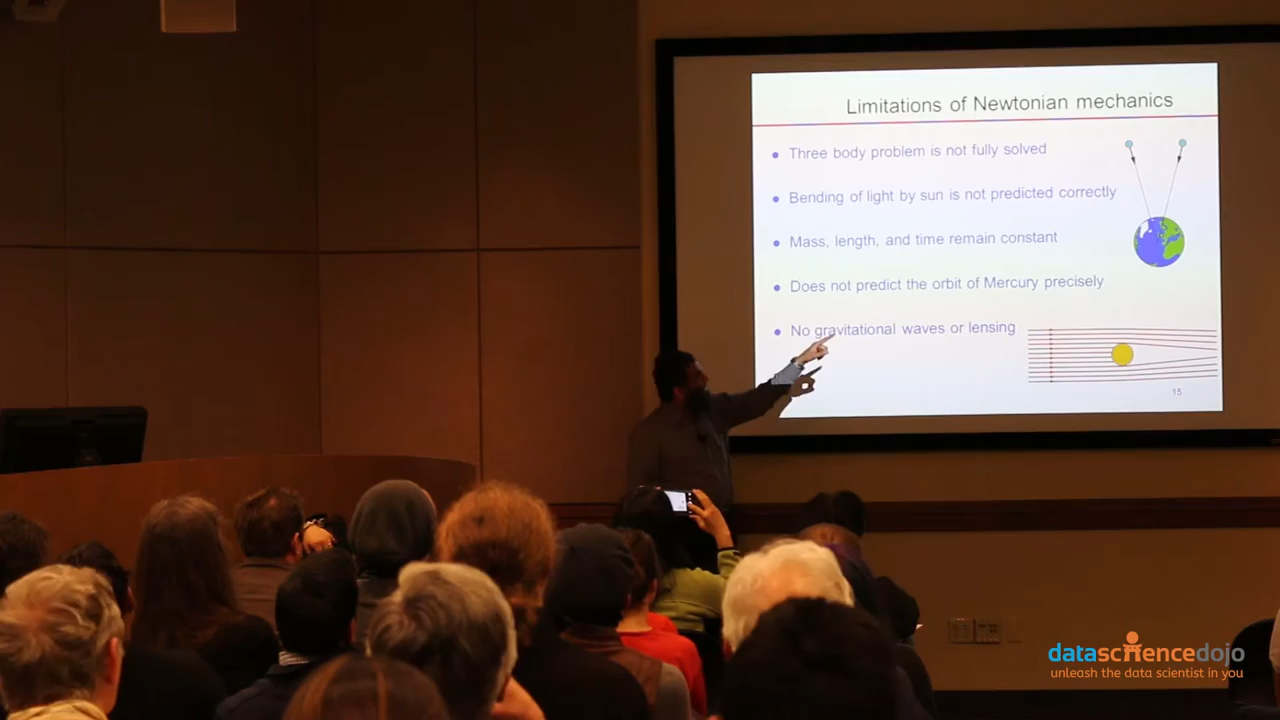 Limitations of Newtonian mechanics
Three body problem is not fully solved
Bending of light by sun is not predicted correctly
Mass, length, and time remain constant
Does not predict the orbit of Mercury precisely
No gravitational waves or lensing
15
datasciencedojo
unleash the data scientist in you